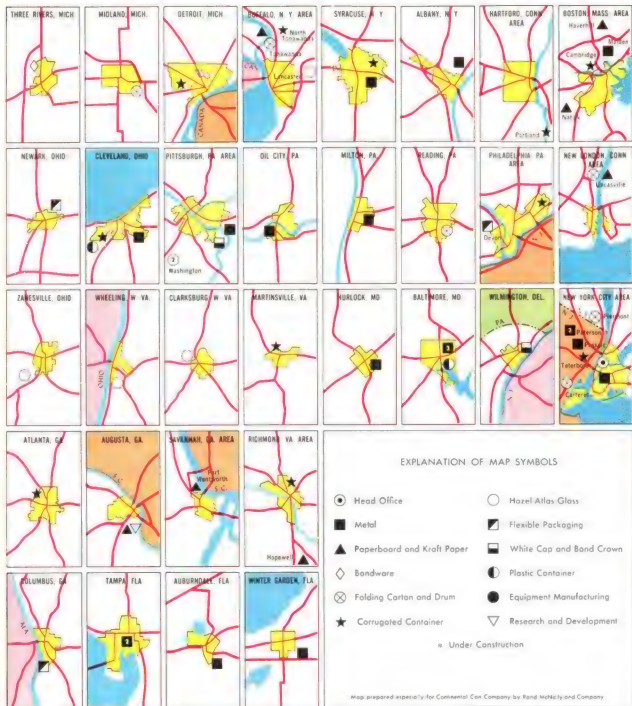 THREE RIVERS, MICH.
MIDLAND, MICH.
DETROIT, MICH.
CANADA
BUFFALO, N Y AREA
North
Tonawanda
Tonawanda
Lancaster
SYRACUSE, N Y
ALBANY, N Y
HARTFORD, CONN
AREA
Portland
BOSTON, MASS AREA
Haverhill
Malden
Cambridge
Natick
NEWARK, OHIO
CLEVELAND, OHIO
PITTSBURGH, PA AREA
2
Washington
OIL CITY, PA
MILTON, PA
READING, PA
PHILADELPHIA PA
AREA
Devon
NEW LONDON, CONN
AREA
Uncasville
ZANESVILLE, OHIO
WHEELING, W VA.
OHIO
CLARKSBURG, W VA.
MARTINSVILLE, VA
HURLOCK, MD
BALTIMORE, MD
WILMINGTON, DEL.
PA
NEW YORK CITY AREA
Piermont
2
Paterson
Teterboro
Carteret
ATLANTA, GA
AUGUSTA, GA.
S.C.
SAVANNAH, GA. AREA
Port
Wentworth
S.C.
RICHMOND, VA AREA
Hopewell
COLUMBUS, GA
ALA
TAMPA, FLA
2
AUBURNDALE, FLA
WINTER GARDEN, FLA.
EXPLANATION OF MAP SYMBOLS
Head Office
Hazel Atlas Glass
Metal
Flexible Packaging
Paperboard and Kraft Paper
White Cap and Bond Crown
Bondware
Plastic Container
Folding Carton and Drum
Equipment Manufacturing
Corrugated Container
Research and Development
* Under Construction
Map prepared especially for Continental Can Company by Rand McNally and Company